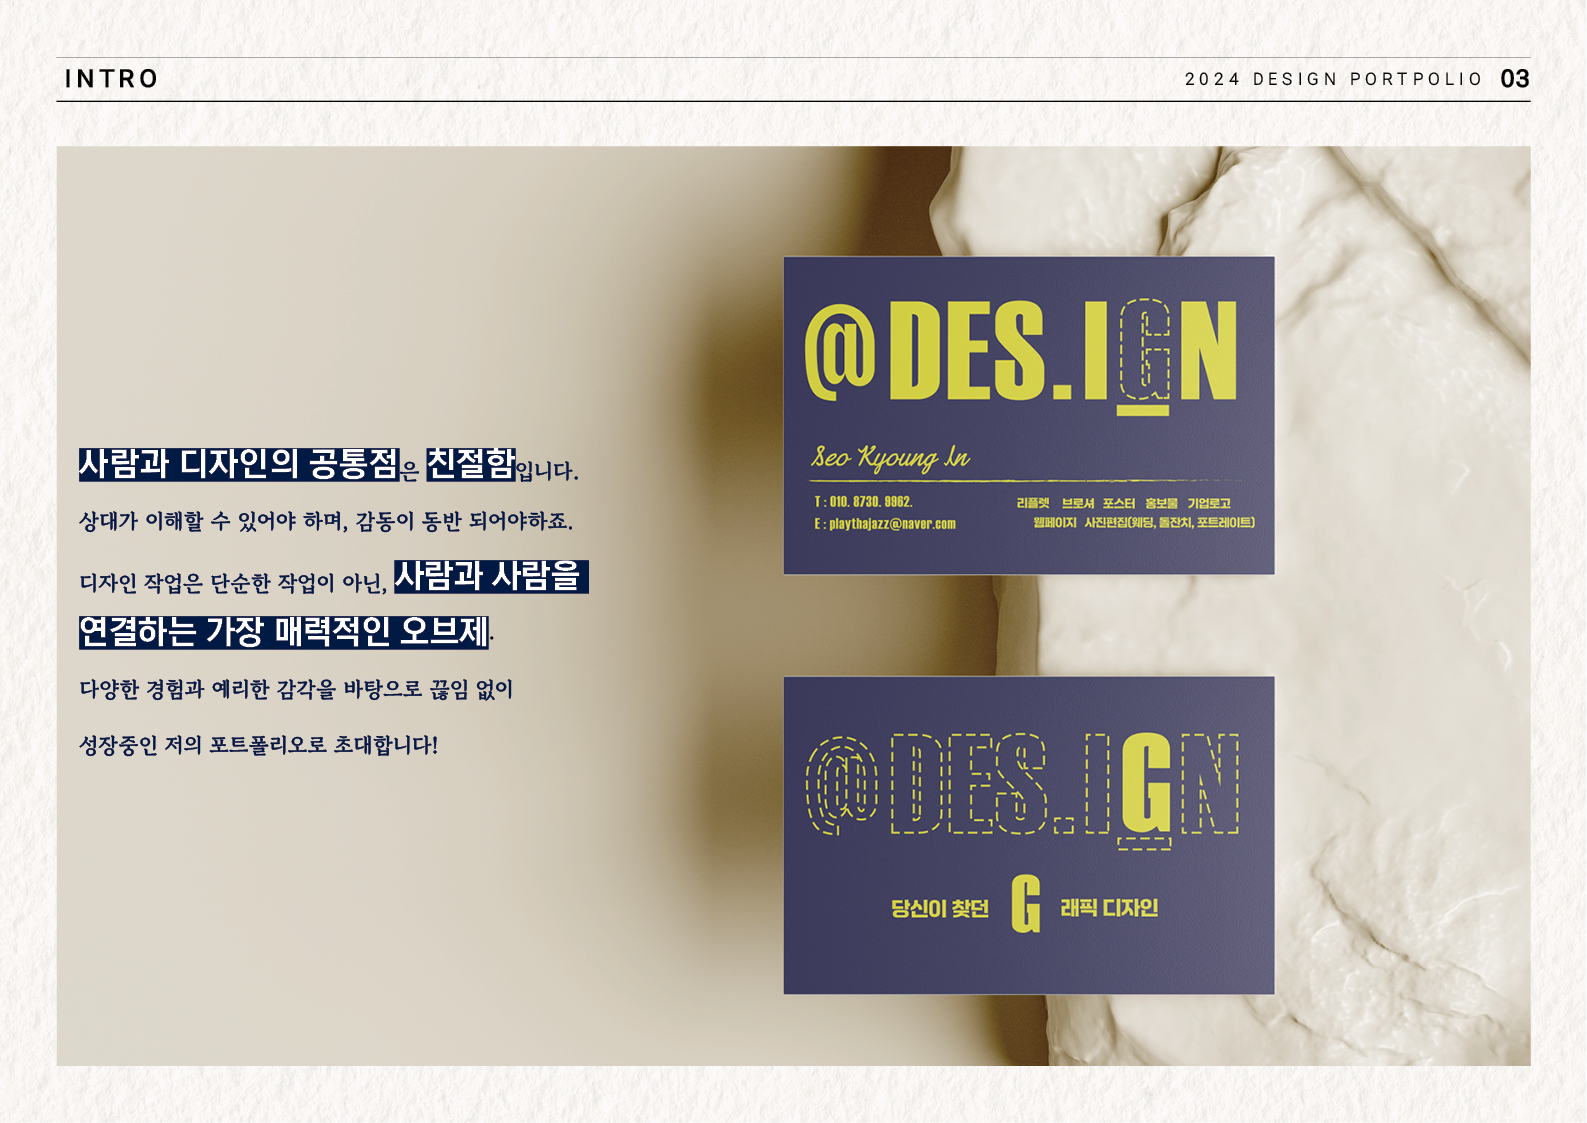 INTRO
2024 DESIGN PORTPOLIO 03
사람과 디자인의 공통점은 친절함입니다.
상대가 이해할 수 있어야 하며, 감동이 동반 되어야하죠.
디자인 작업은 단순한 작업이 아닌, 사람과 사람을
연결하는 가장 매력적인 오브제.
다양한 경험과 예리한 감각을 바탕으로 끊임 없이
성장중인 저의 포트폴리오로 초대합니다!
@DES.IGN
Seo Kyoung In
T : 010. 8730. 9962.
E : playthajazz@naver.com
리플렛 브로셔 포스터 홍보물 기업로고
웹페이지 사진편집(웨딩, 돌잔치, 포트레이트)
@DES.IGN
당신이 찾던 G 래픽 디자인